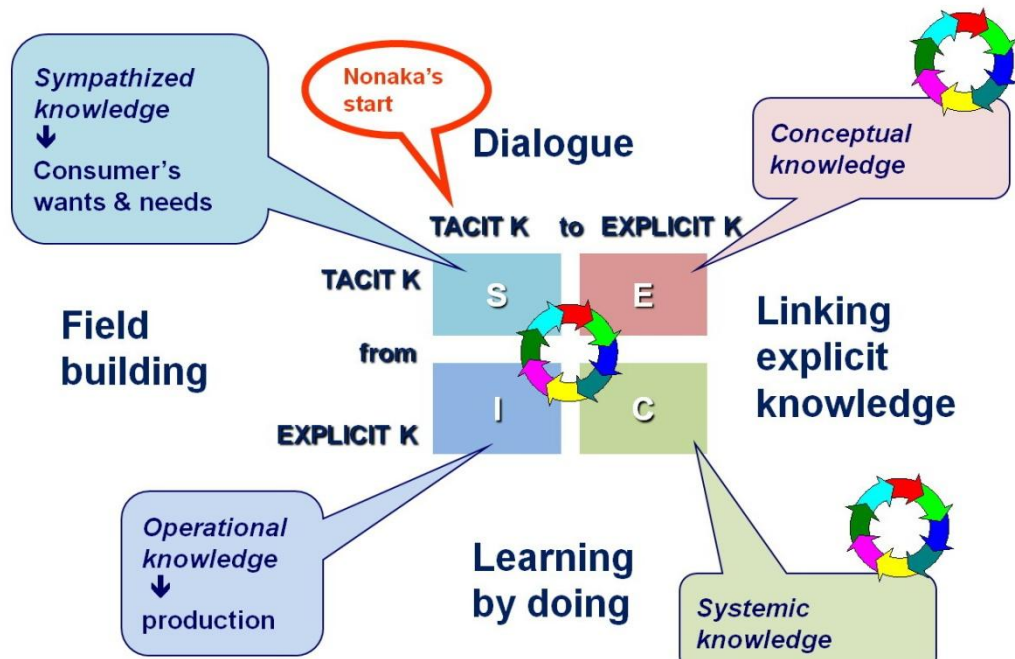 Sympathized
knowledge
Consumer's
wants & needs
Nonaka's
start
Dialogue
Conceptual
knowledge
TACIT K to EXPLICIT K
TACIT K
S
E
Field
building
from
Linking
explicit
knowledge
EXPLICIT K
I
C
Operational
knowledge
production
Learning
by doing
Systemic
knowledge